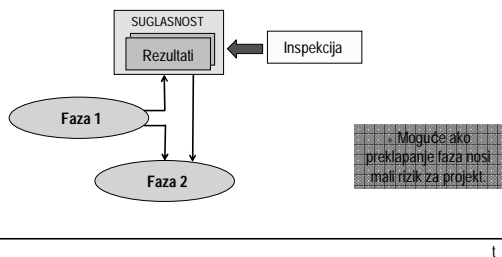 SUGLASNOST
Rezultati
Inspekcija
Faza 1
Faza 2
Moguće ako
preklapanje faza nosi
mali rizik za projekt.
t